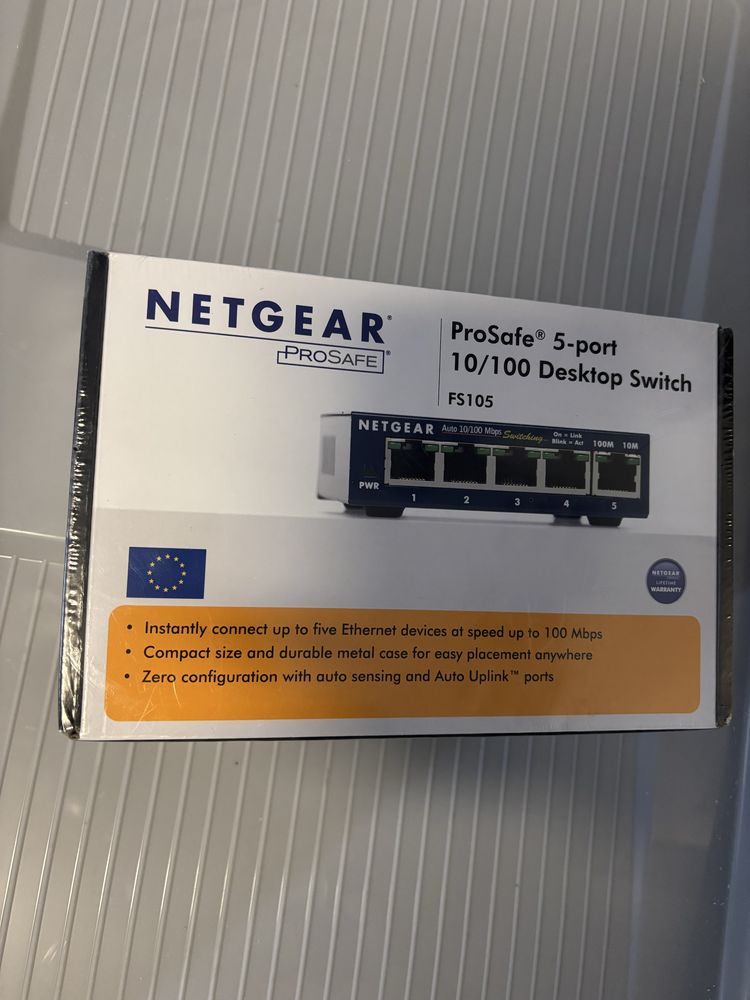 NETGEAR®
PROSAFE®
ProSafe® 5-port
10/100 Desktop Switch
FS105
NETGEAR Auto 10/100 Mbps Switching
On = Link
Blink = Act
100M 10M
PWR
1 2 3 4 5
NETGEAR
LIFETIME
WARRANTY
• Instantly connect up to five Ethernet devices at speed up to 100 Mbps
• Compact size and durable metal case for easy placement anywhere
• Zero configuration with auto sensing and Auto Uplink™ ports